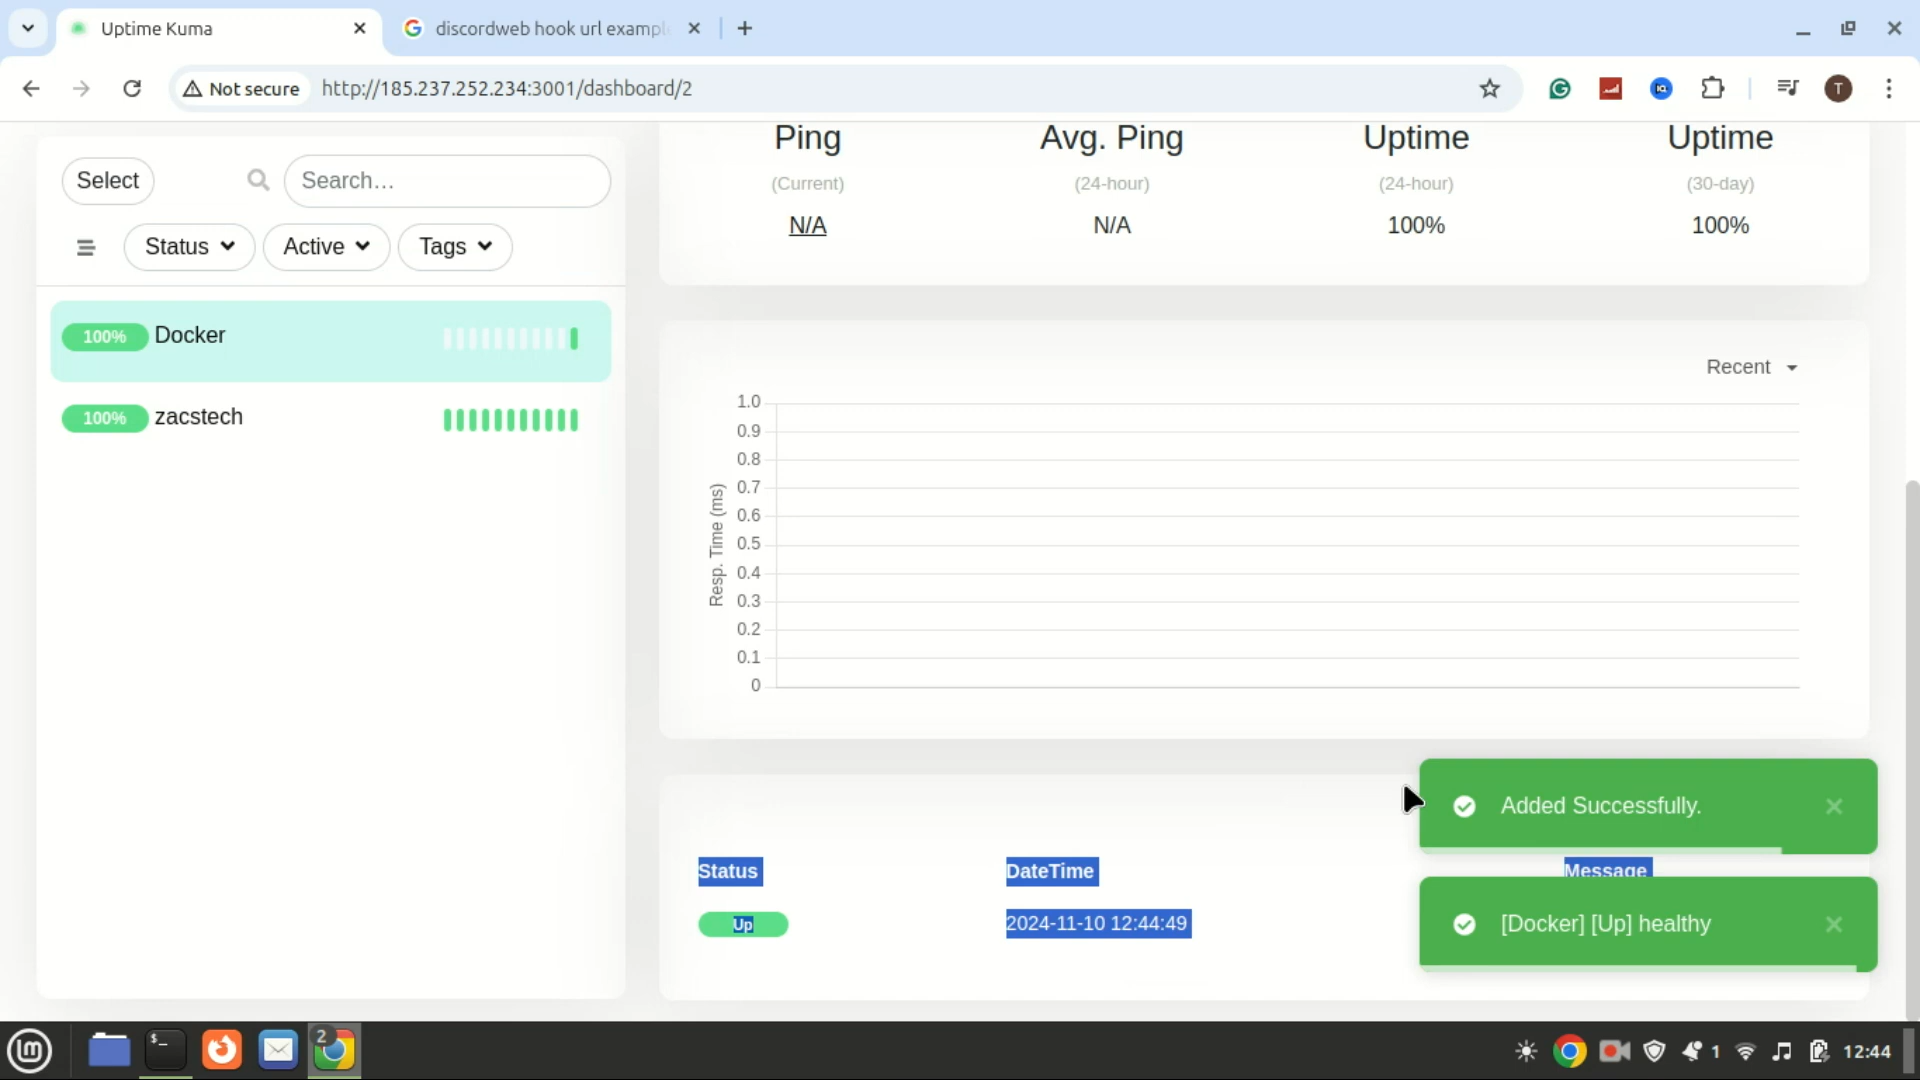 Uptime Kuma
discordweb hook url exampl
Not secure
http://185.237.252.234:3001/dashboard/2
T
Select
Search...
Status
Active
Tags
100% Docker
100% zacstech
Ping
(Current)
N/A
Avg. Ping
(24-hour)
N/A
Uptime
(24-hour)
100%
Uptime
(30-day)
100%
Recent
Resp. Time (ms)
1.0
0.9
0.8
0.7
0.6
0.5
0.4
0.3
0.2
0.1
0
Added Successfully.
Status DateTime Message
Up 2024-11-10 12:44:49
[Docker] [Up] healthy
2
1
12:44